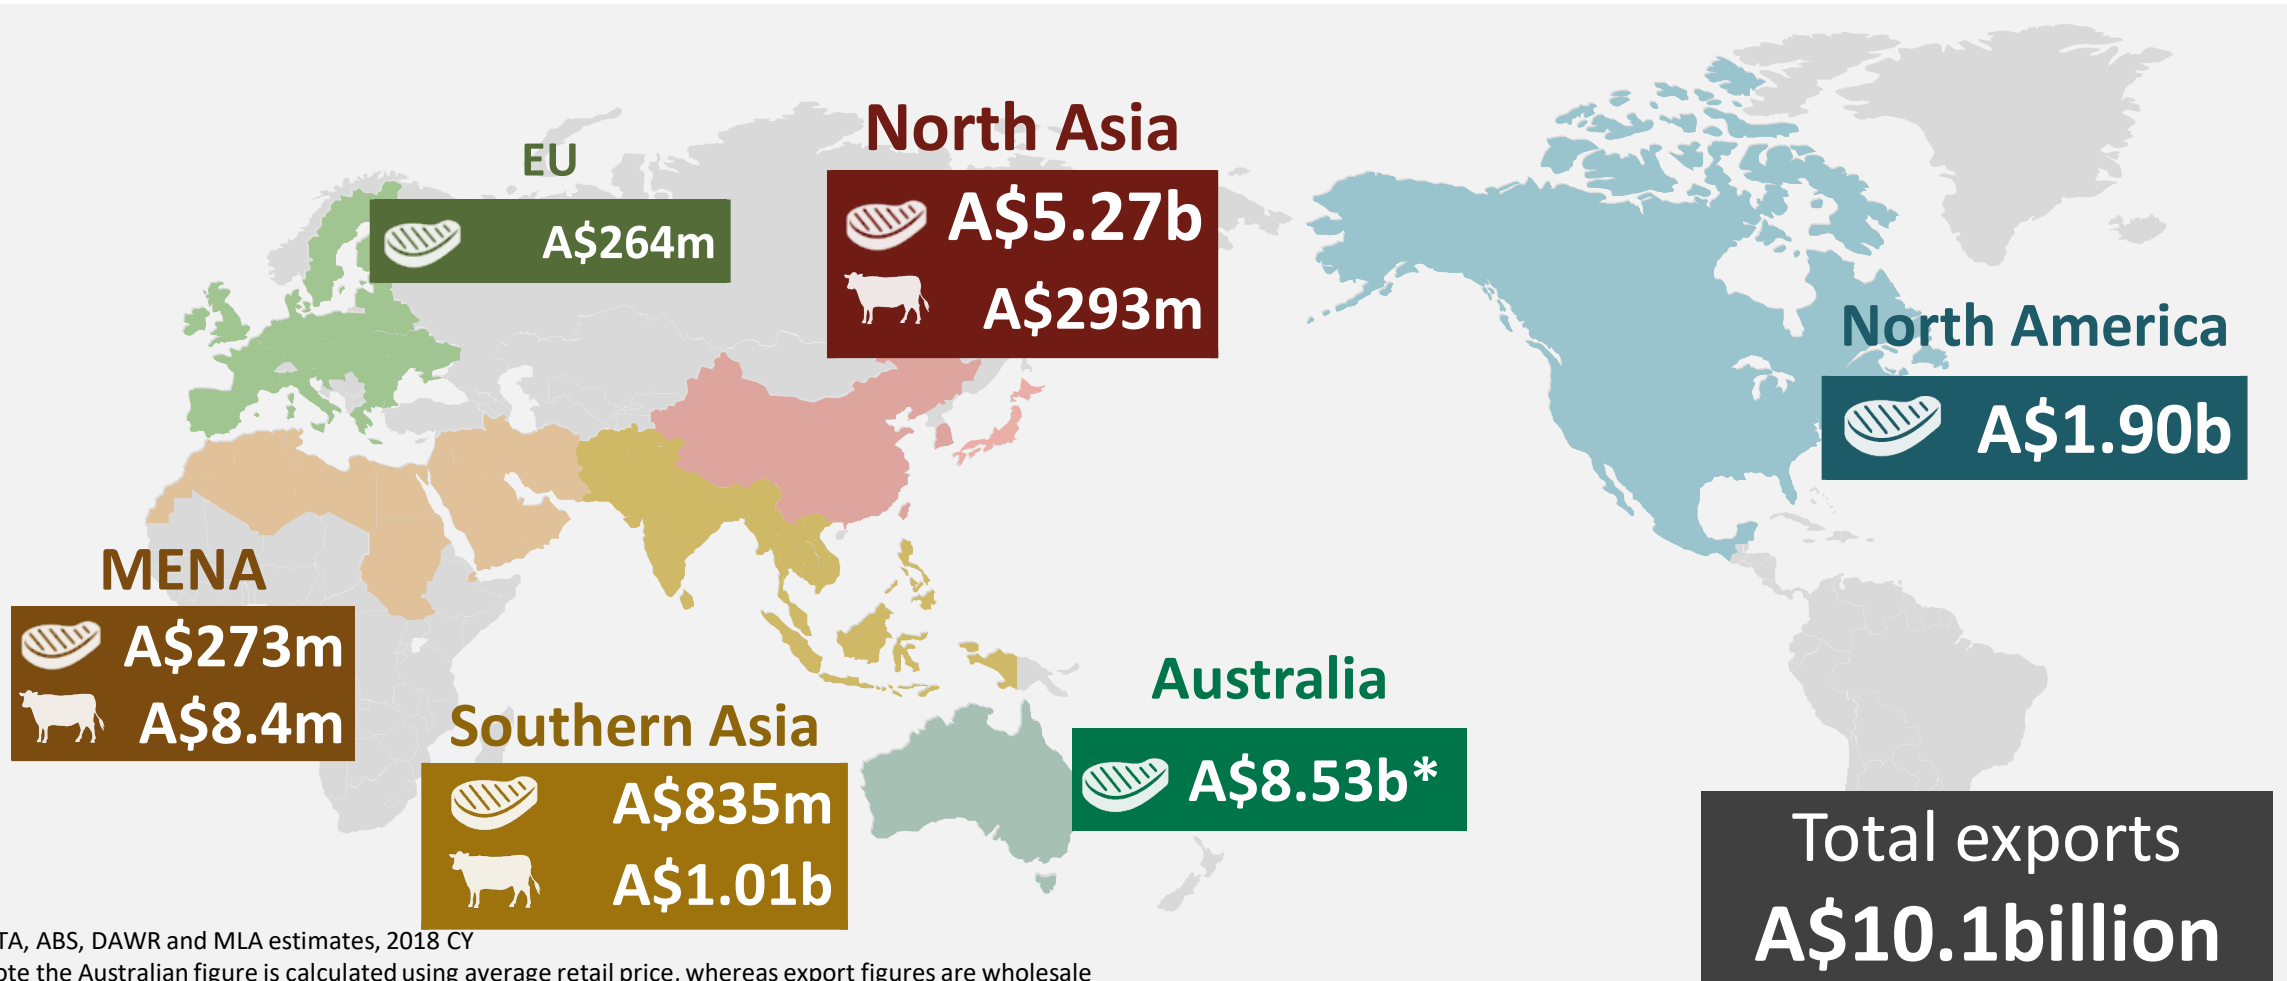 EU
A$264m
North Asia
A$5.27b
A$293m
North America
A$1.90b
MENA
A$273m
A$8.4m
Southern Asia
A$835m
A$1.01b
Australia
A$8.53b*
Total exports
A$10.1billion
TA, ABS, DAWR and MLA estimates, 2018 CY
ote the Australian figure is calculated using average retail price, whereas export figures are wholesale